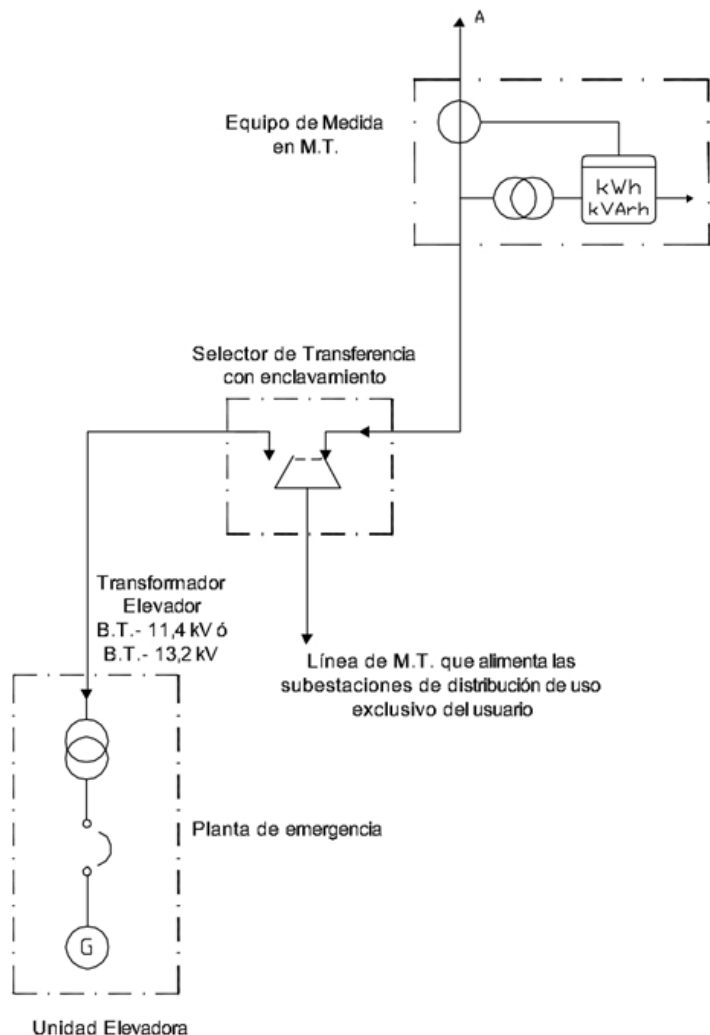 A
Equipo de Medida
en M.T.
kWh
kVArh
Selector de Transferencia
con enclavamiento
Transformador
Elevador
B.T.- 11,4 kV ó
B.T.- 13,2 kV
Línea de M.T. que alimenta las
subestaciones de distribución de uso
exclusivo del usuario
Planta de emergencia
G
Unidad Elevadora